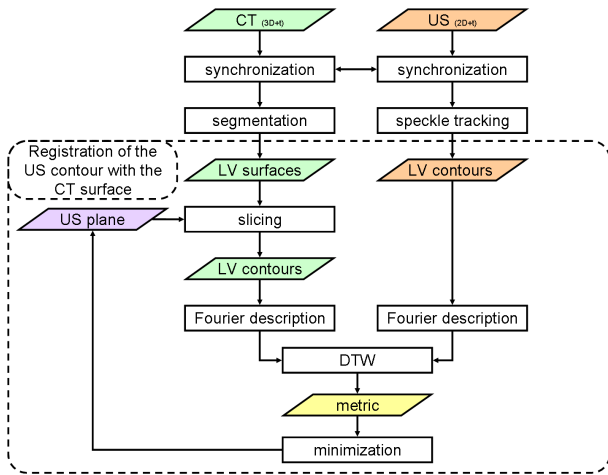 CT (3D+t)
US (2D+t)
synchronization
synchronization
segmentation
speckle tracking
Registration of the
US contour with the
CT surface
LV surfaces
LV contours
US plane
slicing
LV contours
Fourier description
Fourier description
DTW
metric
minimization